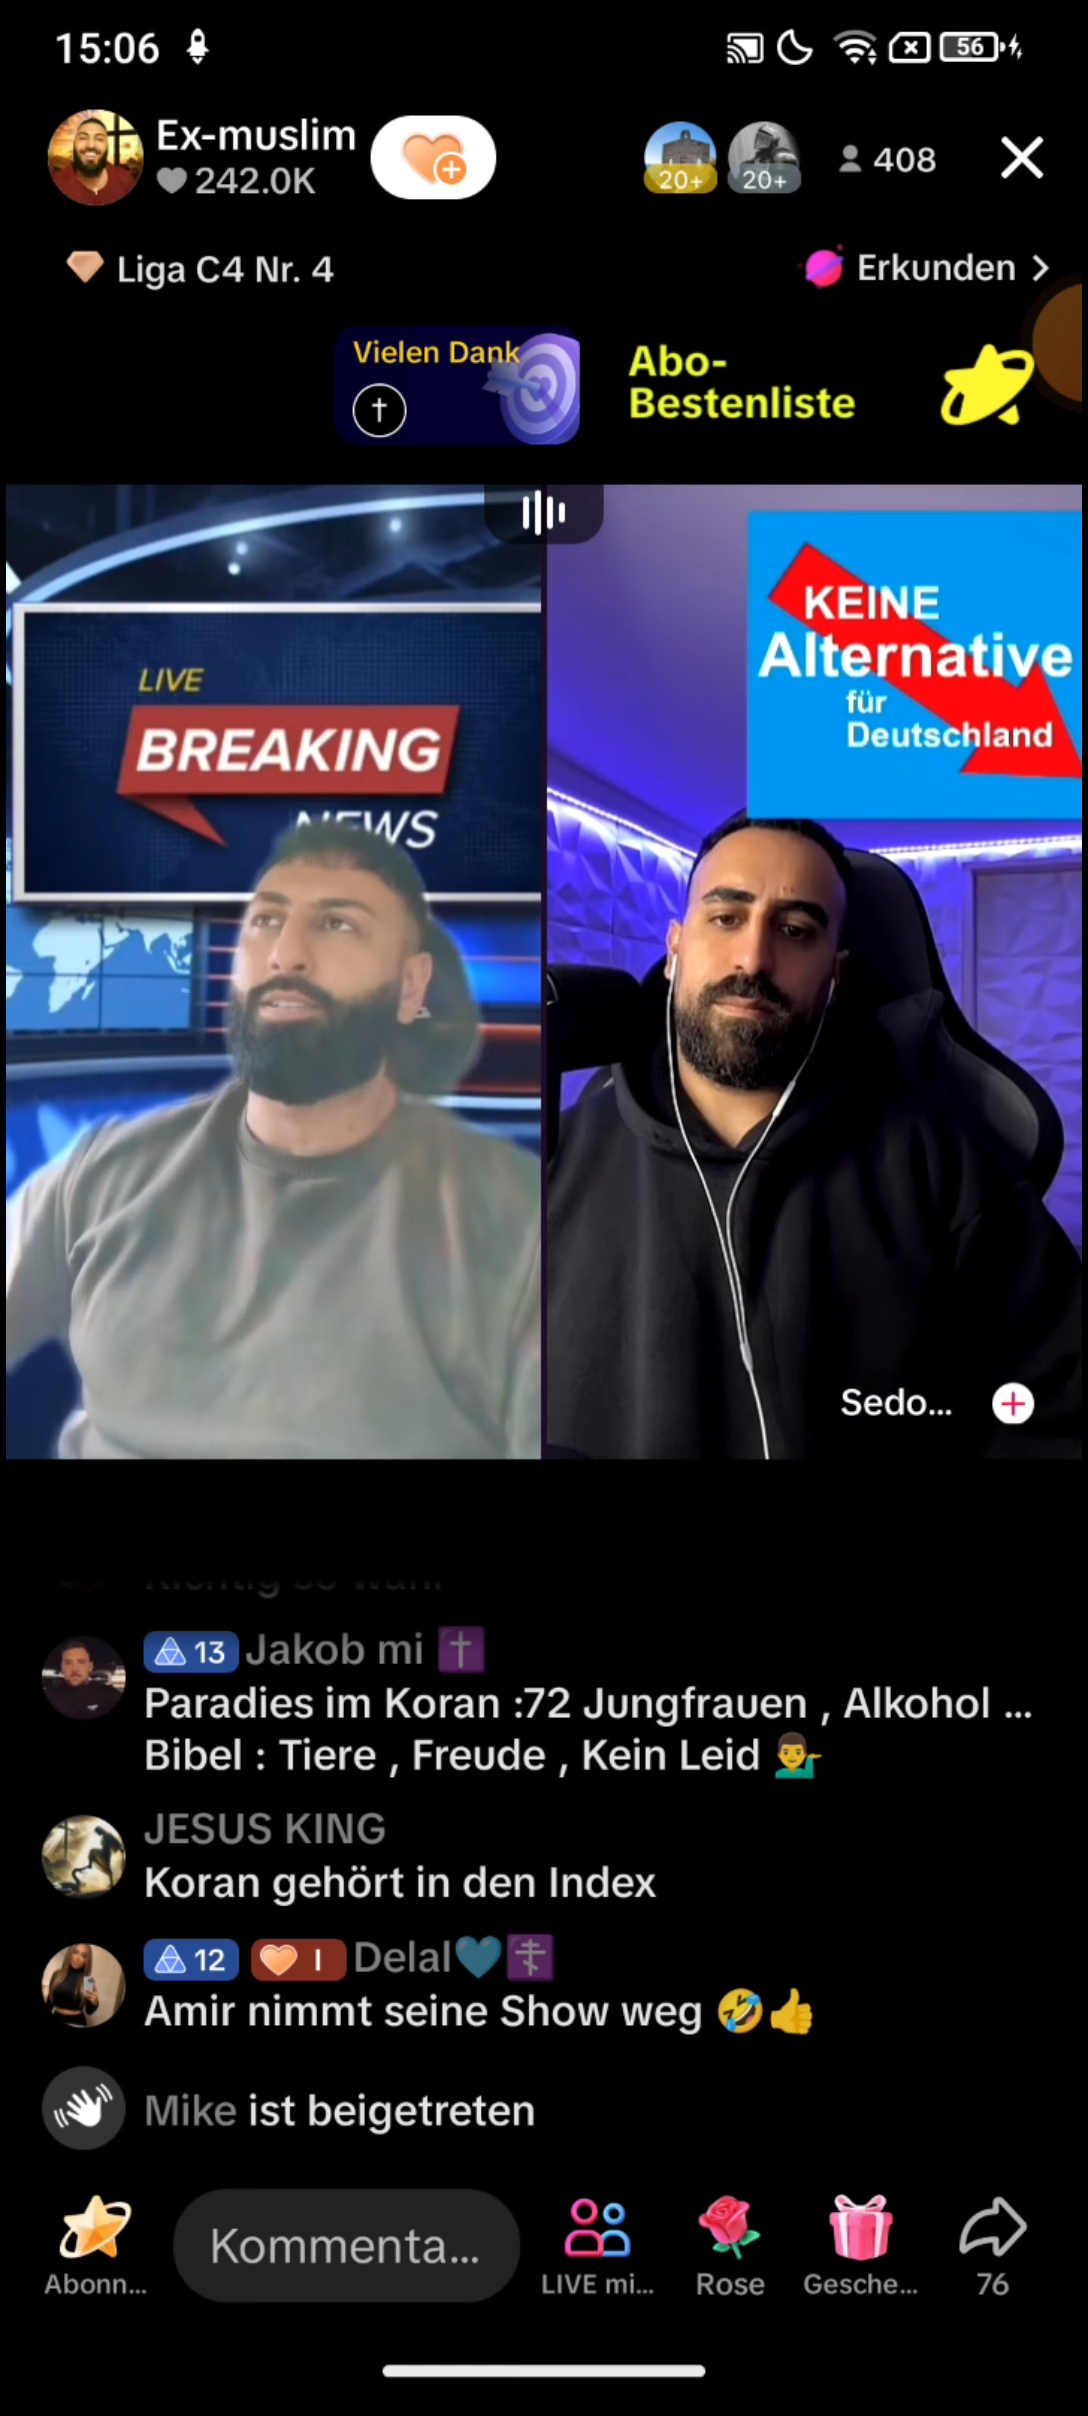 15:06
56
Ex-muslim
242.0K
20+
20+
408
Liga C4 Nr. 4
Erkunden
Vielen Dank
Abo-
Bestenliste
LIVE
BREAKING
NEWS
KEINE
Alternative
für
Deutschland
Sedo...
13 Jakob mi
Paradies im Koran :72 Jungfrauen , Alkohol ...
Bibel : Tiere , Freude , Kein Leid
JESUS KING
Koran gehört in den Index
12 I Delal
Amir nimmt seine Show weg
Mike ist beigetreten
Kommenta...
Abonn...
LIVE mi...
Rose
Gesche...
76